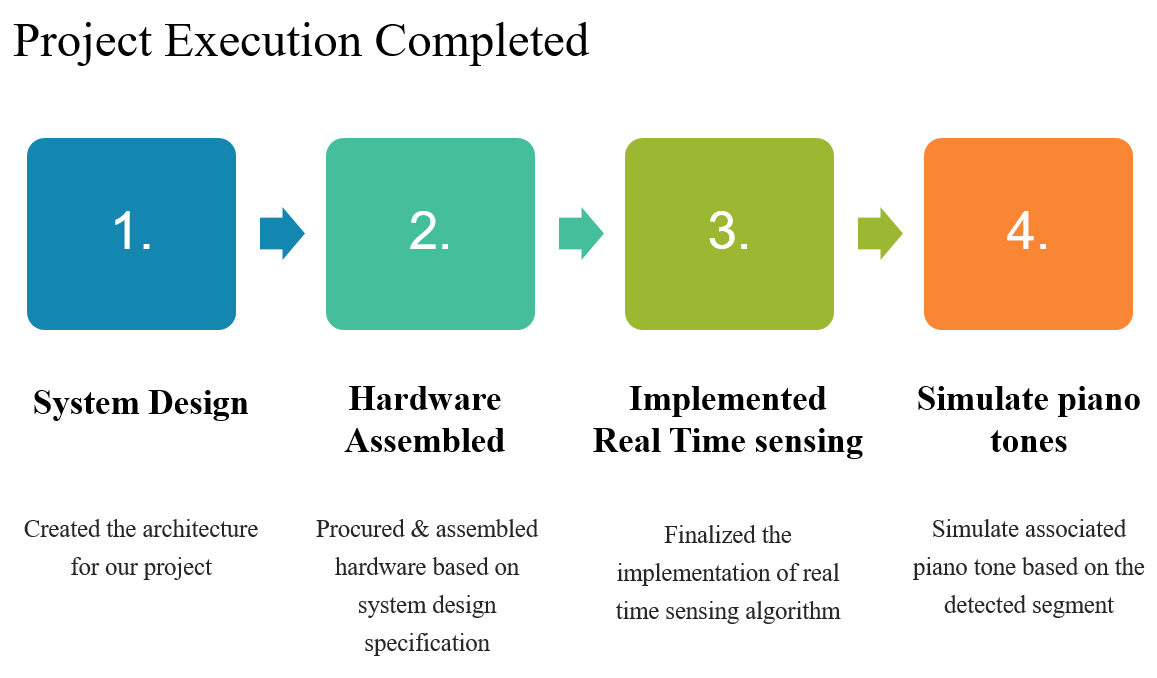 Project Execution Completed
1.
2.
3.
4.
System Design
Hardware
Assembled
Implemented
Real Time sensing
Simulate piano
tones
Created the architecture
for our project
Procured & assembled
hardware based on
system design
specification
Finalized the
implementation of real
time sensing algorithm
Simulate associated
piano tone based on the
detected segment